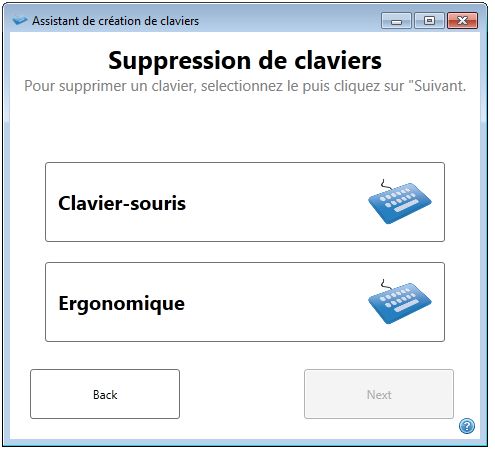 Assistant de création de claviers
Suppression de claviers
Pour supprimer un clavier, selectionnez le puis cliquez sur "Suivant.
Clavier-souris
Ergonomique
Back
Next
?